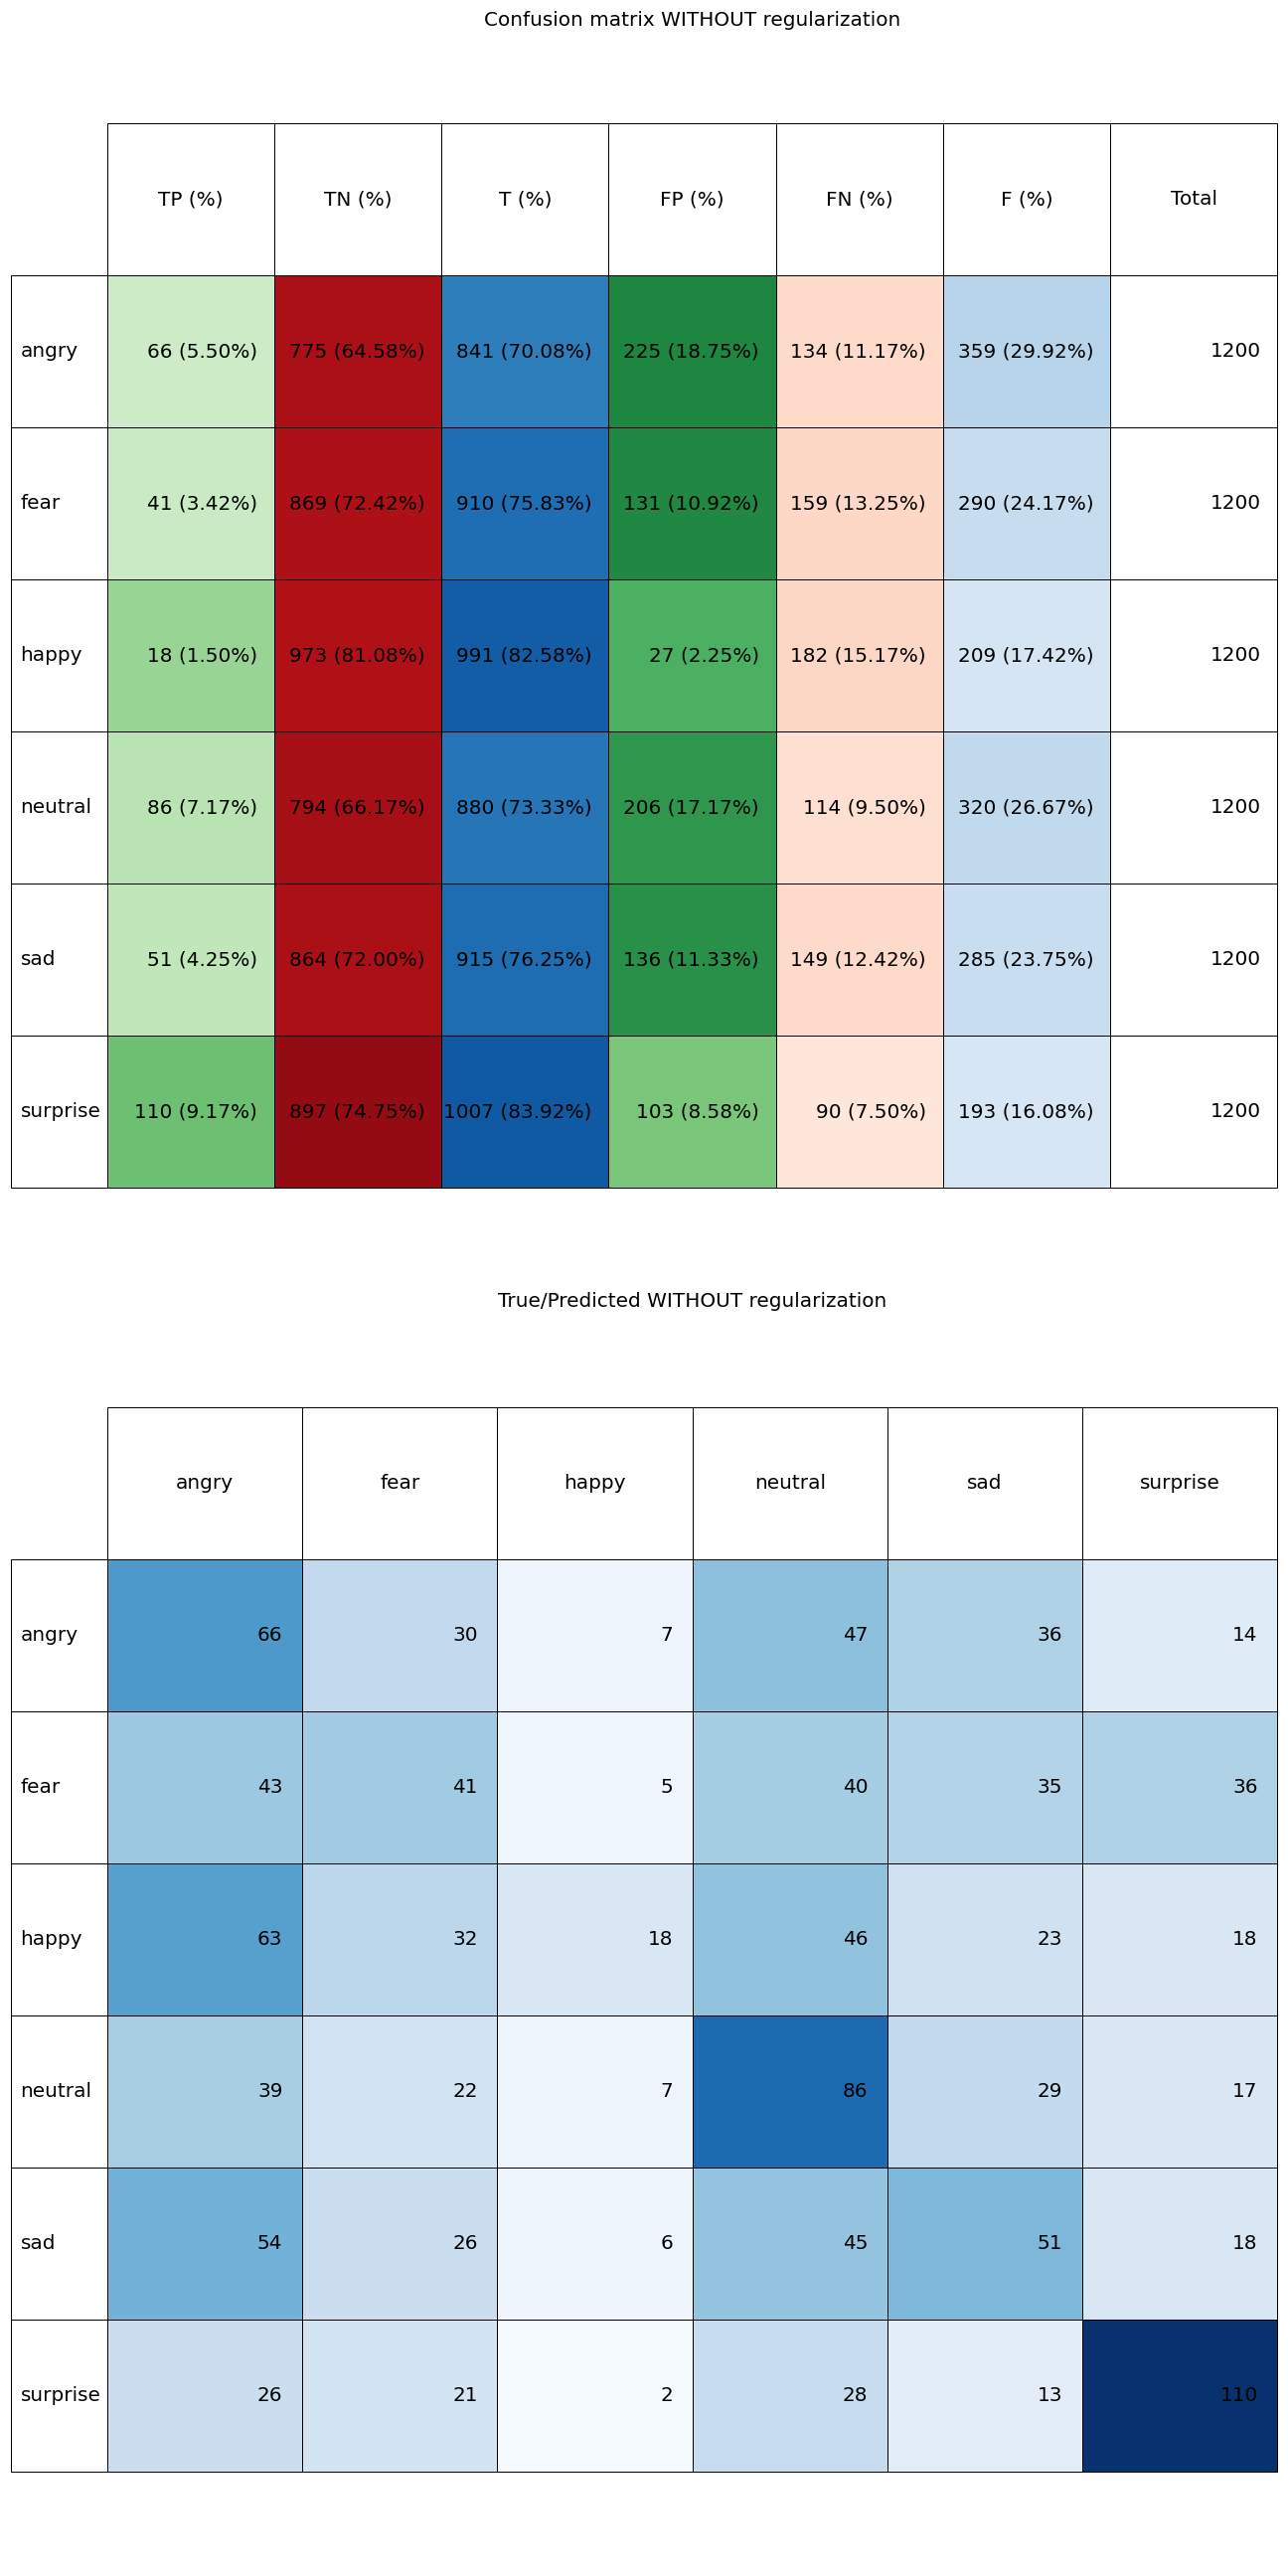 Confusion matrix WITHOUT regularization
TP (%) TN (%) T (%) FP (%) FN (%) F (%) Total
angry 66 (5.50%) 775 (64.58%) 841 (70.08%) 225 (18.75%) 134 (11.17%) 359 (29.92%) 1200
fear 41 (3.42%) 869 (72.42%) 910 (75.83%) 131 (10.92%) 159 (13.25%) 290 (24.17%) 1200
happy 18 (1.50%) 973 (81.08%) 991 (82.58%) 27 (2.25%) 182 (15.17%) 209 (17.42%) 1200
neutral 86 (7.17%) 794 (66.17%) 880 (73.33%) 206 (17.17%) 114 (9.50%) 320 (26.67%) 1200
sad 51 (4.25%) 864 (72.00%) 915 (76.25%) 136 (11.33%) 149 (12.42%) 285 (23.75%) 1200
surprise 110 (9.17%) 897 (74.75%) 1007 (83.92%) 103 (8.58%) 90 (7.50%) 193 (16.08%) 1200
True/Predicted WITHOUT regularization
angry fear happy neutral sad surprise
angry 66 30 7 47 36 14
fear 43 41 5 40 35 36
happy 63 32 18 46 23 18
neutral 39 22 7 86 29 17
sad 54 26 6 45 51 18
surprise 26 21 2 28 13 110